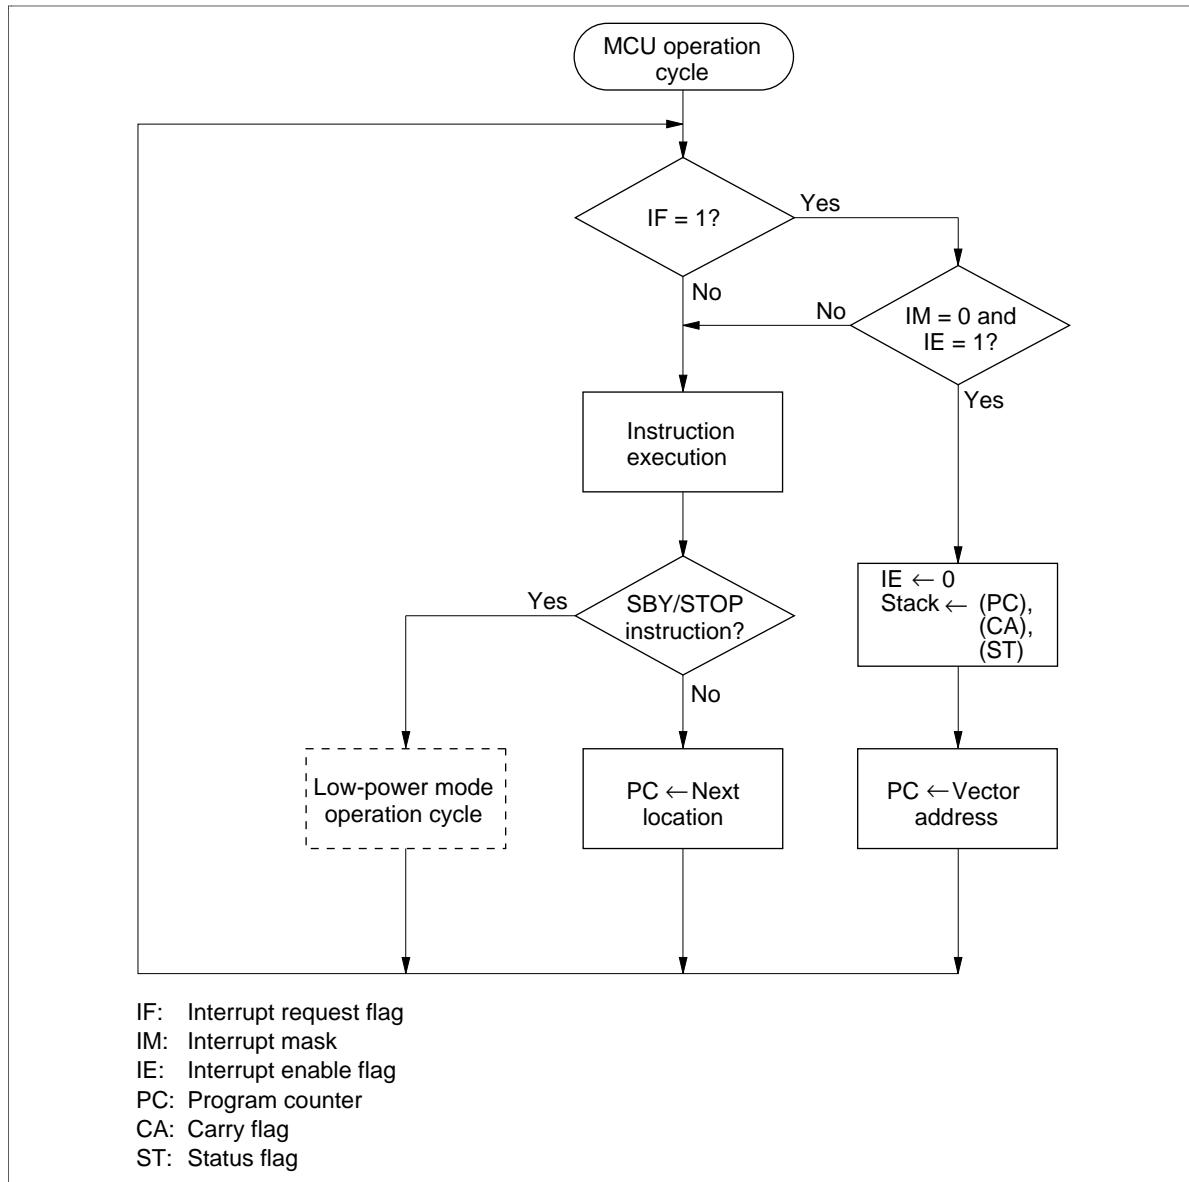 MCU operation
cycle
IF = 1?
Yes
No
No
IM = 0 and
IE = 1?
Yes
Instruction
execution
IE ← 0
Stack ← (PC),
(CA),
(ST)
Yes
SBY/STOP
instruction?
No
Low-power mode
operation cycle
PC ← Next
location
PC ← Vector
address
IF: Interrupt request flag
IM: Interrupt mask
IE: Interrupt enable flag
PC: Program counter
CA: Carry flag
ST: Status flag